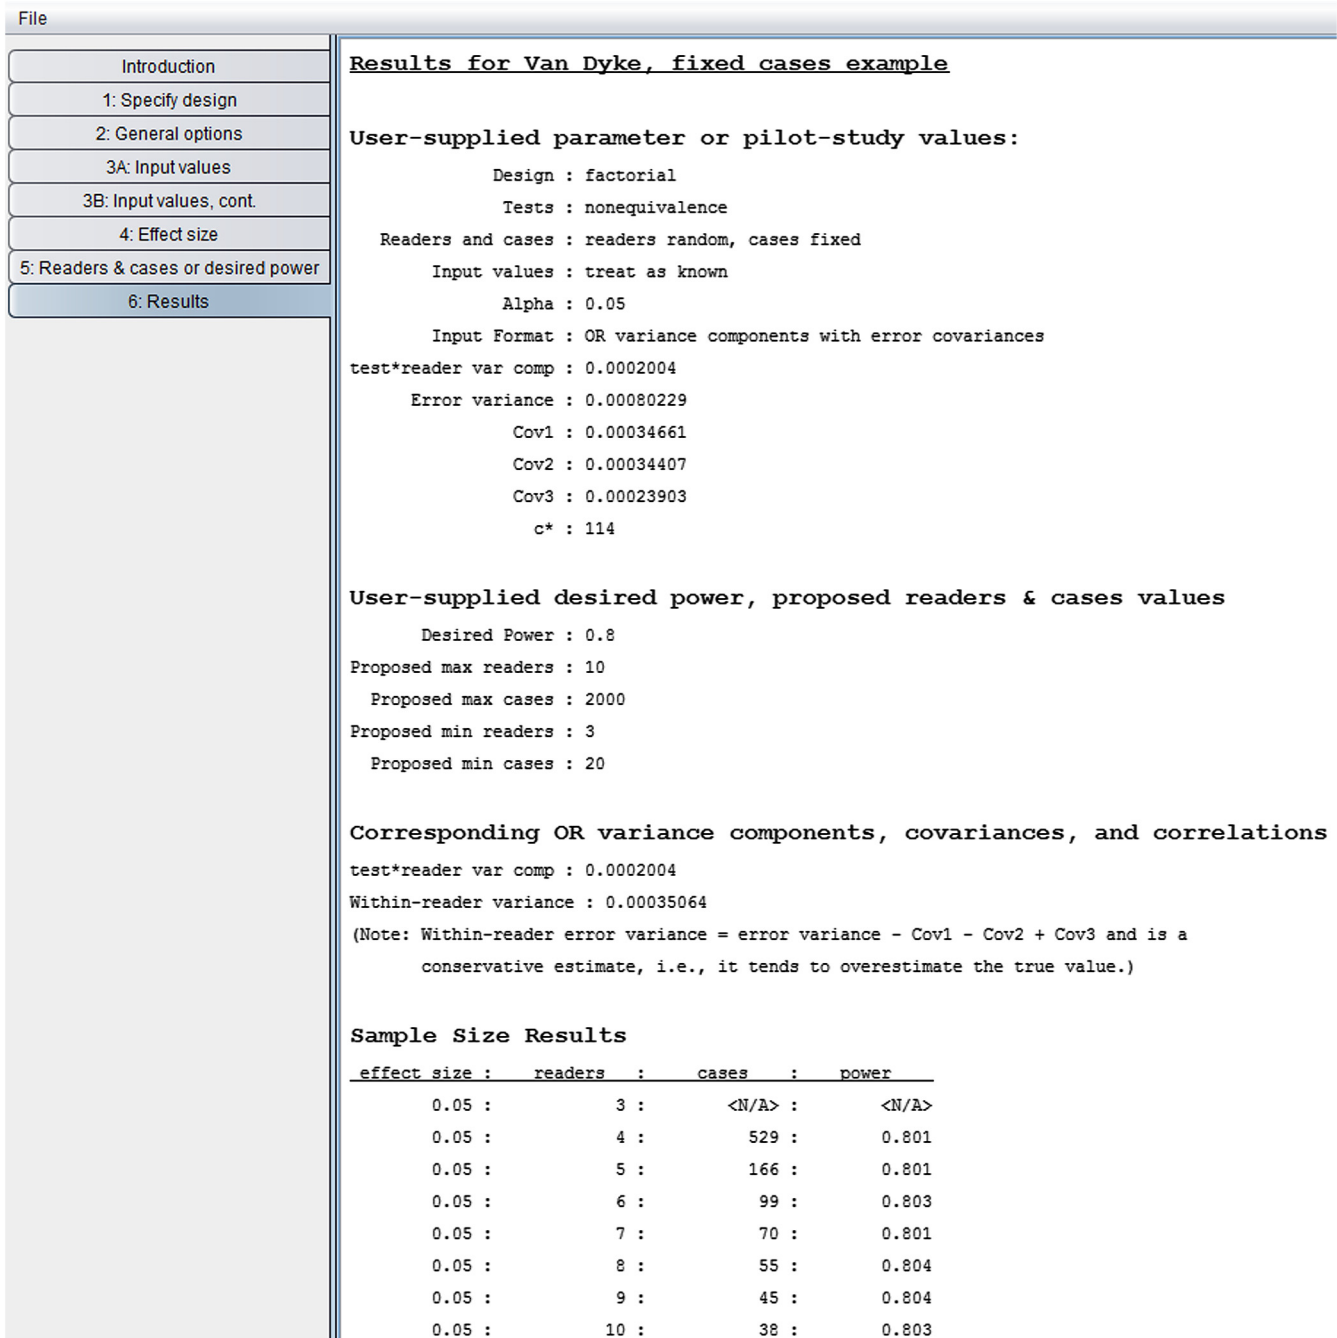 File
Introduction
1: Specify design
2: General options
3A: Input values
3B: Input values, cont.
4: Effect size
5: Readers & cases or desired power
6: Results
Results for Van Dyke, fixed cases example
User-supplied parameter or pilot-study values:
Design : factorial
Tests : nonequivalence
Readers and cases : readers random, cases fixed
Input values : treat as known
Alpha : 0.05
Input Format : OR variance components with error covariances
test*reader var comp : 0.0002004
Error variance : 0.00080229
Cov1 : 0.00034661
Cov2 : 0.00034407
Cov3 : 0.00023903
c* : 114
User-supplied desired power, proposed readers & cases values
Desired Power : 0.8
Proposed max readers : 10
Proposed max cases : 2000
Proposed min readers : 3
Proposed min cases : 20
Corresponding OR variance components, covariances, and correlations
test*reader var comp : 0.0002004
Within-reader variance : 0.00035064
(Note: Within-reader error variance = error variance - Cov1 - Cov2 + Cov3 and is a
conservative estimate, i.e., it tends to overestimate the true value.)
Sample Size Results
effect size : readers : cases : power
0.05 : 3 : <N/A> : <N/A>
0.05 : 4 : 529 : 0.801
0.05 : 5 : 166 : 0.801
0.05 : 6 : 99 : 0.803
0.05 : 7 : 70 : 0.801
0.05 : 8 : 55 : 0.804
0.05 : 9 : 45 : 0.804
0.05 : 10 : 38 : 0.803